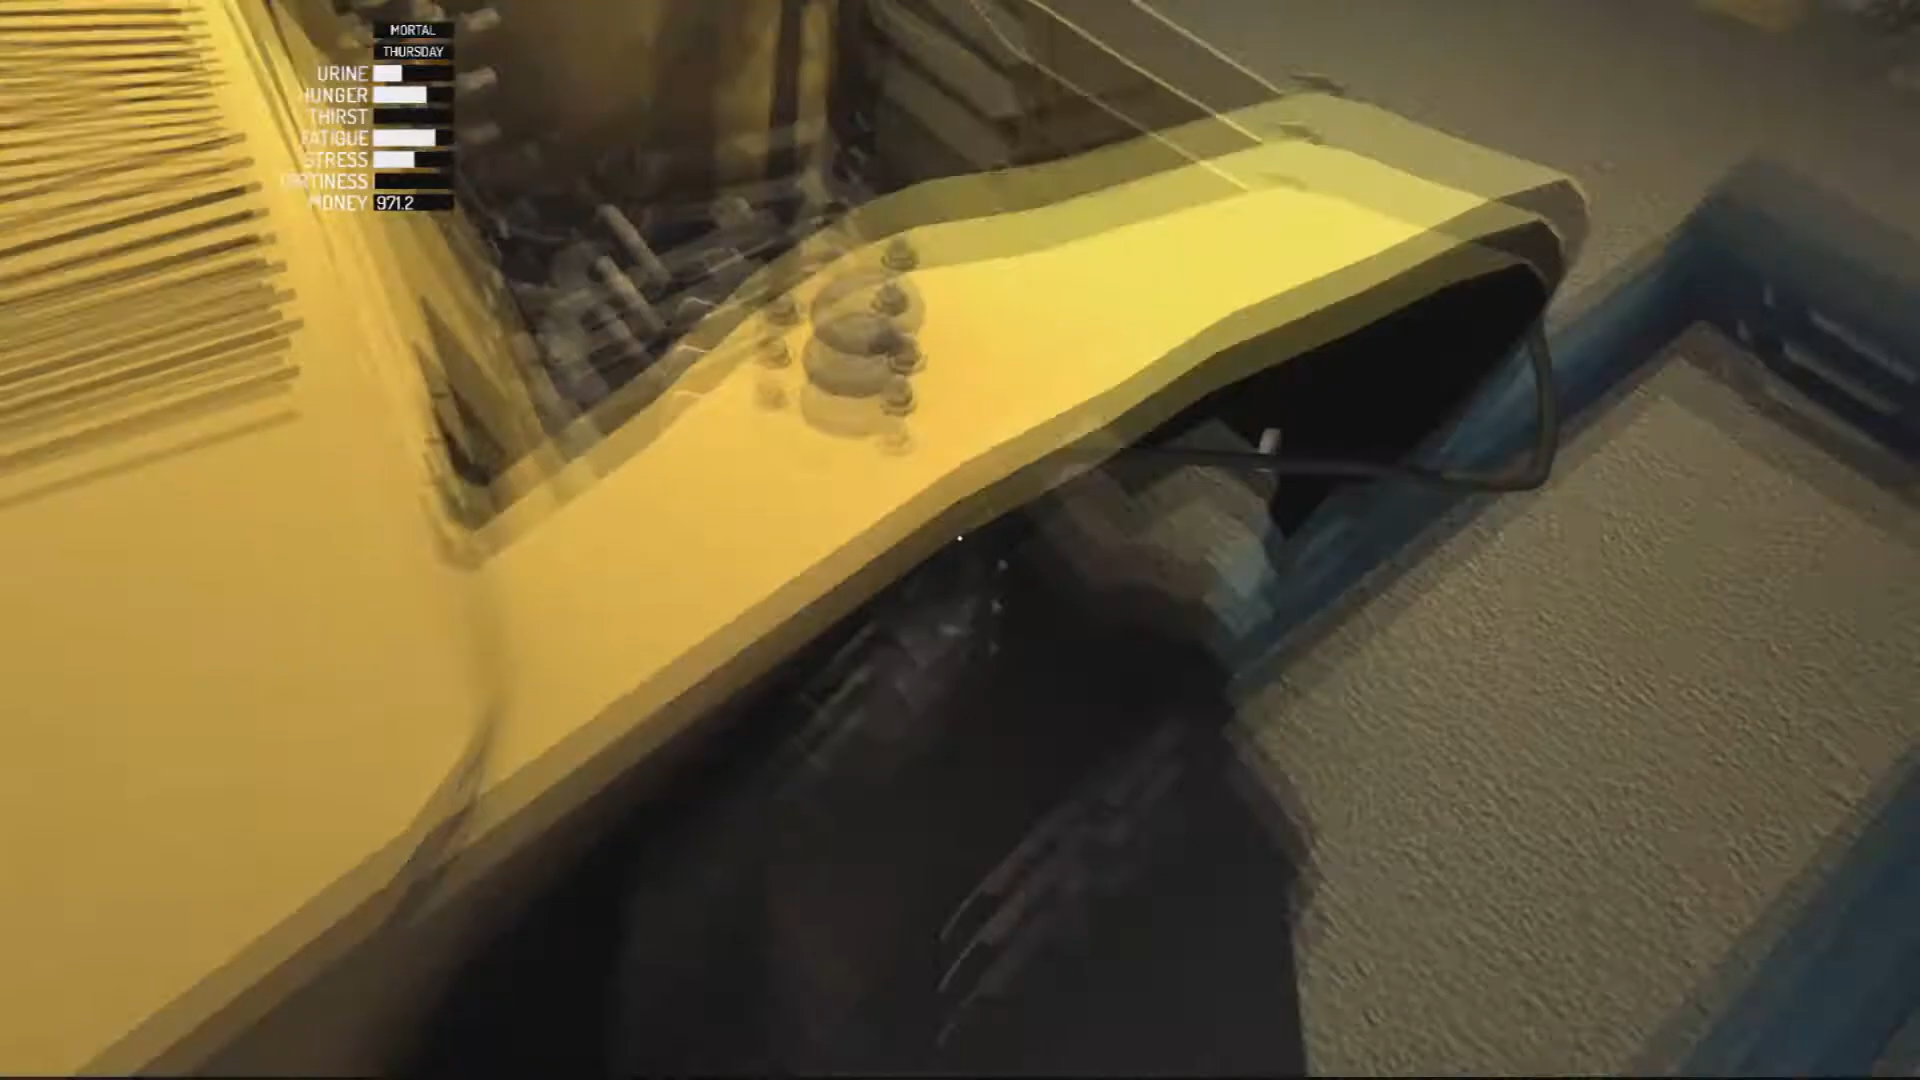 MORTAL
THURSDAY
URINE
HUNGER
THIRST
FATIGUE
STRESS
DIRTINESS
MONEY 971.2